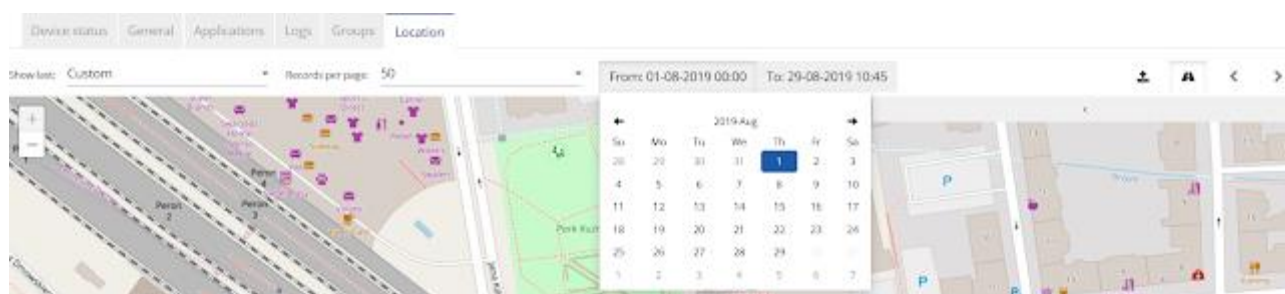 Device status General Applications Logs Groups Location
Show last: Custom Records per page: 50 From: 01-08-2019 00:00 To: 29-08-2019 10:45
2019-Aug
Su Mo Tu We Th Fr Sa
28 29 30 31 1 2 3
4 5 6 7 8 9 10
11 12 13 14 15 16 17
18 19 20 21 22 23 24
25 26 27 28 29
1 2 3 4 5 6 7
+
−
Peron
4
Peron
2
Peron
3
Park
P
P
P